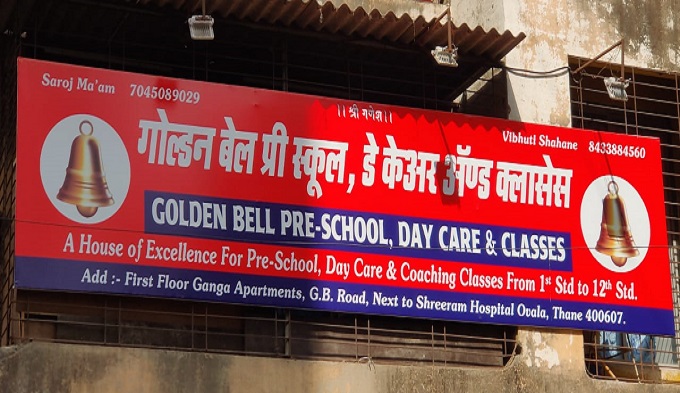 Saroj Ma'am 7045089029
।। श्री गणेश ।।
Vibhuti Shahane 8433884560
गोल्डन बेल प्री स्कूल, डे केअर ॲण्ड क्लासेस
GOLDEN BELL PRE-SCHOOL, DAY CARE & CLASSES
A House of Excellence For Pre-School, Day Care & Coaching Classes From 1st Std to 12th Std.
Add :- First Floor Ganga Apartments, G.B. Road, Next to Shreeram Hospital Ovala, Thane 400607.